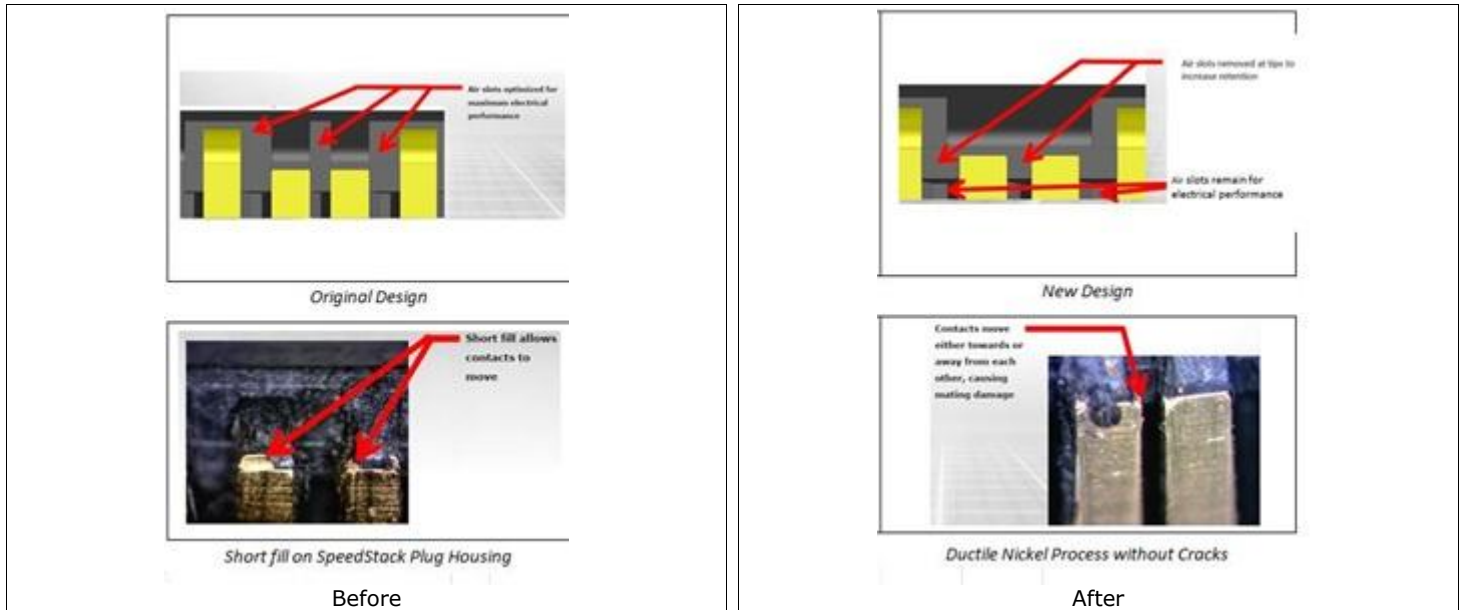 Air slots optimized for
maximum electrical
performance
Original Design
Short fill allows
contacts to
move
Short fill on SpeedStack Plug Housing
Before
Air slots removed at tips to
increase retention
Air slots remain for
electrical performance
New Design
Contacts move
either towards or
away from each
other, causing
mating damage
Ductile Nickel Process without Cracks
After